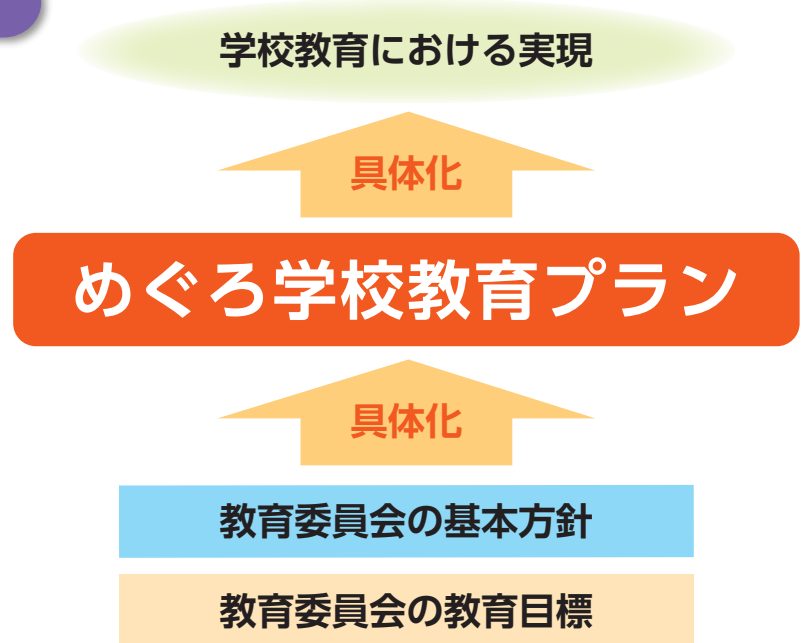 学校教育における実現
具体化
めぐろ学校教育プラン
具体化
教育委員会の基本方針
教育委員会の教育目標